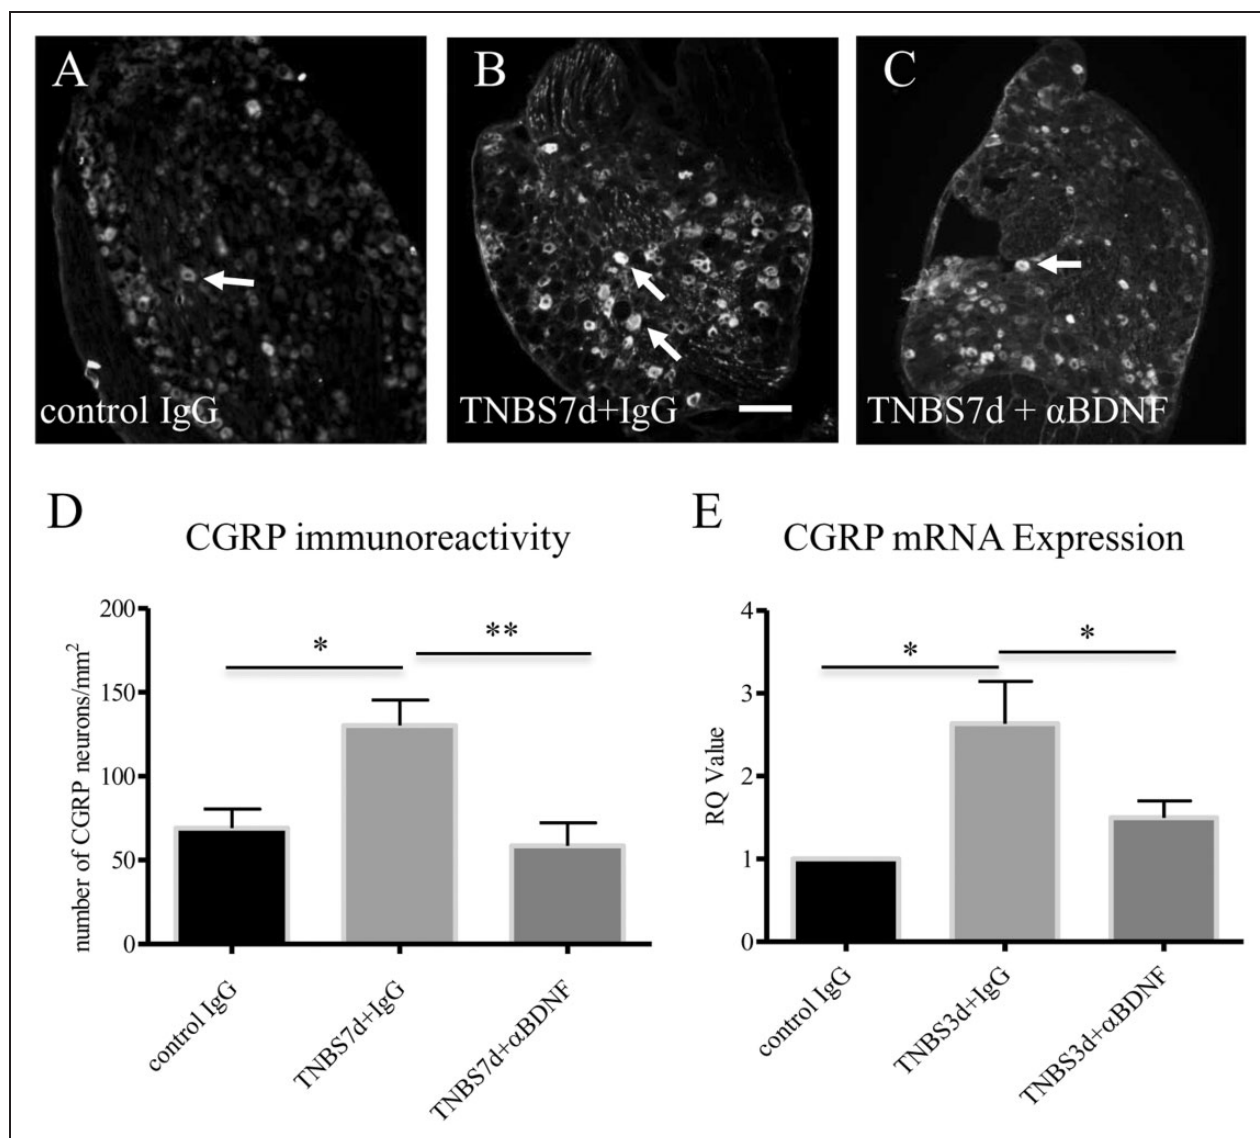 A
B
C
control IgG
TNBS7d+IgG
TNBS7d + αBDNF
D
CGRP immunoreactivity
number of CGRP neurons/mm²
200
150
100
50
0
*
**
control IgG
TNBS7d+IgG
TNBS7d+αBDNF
E
CGRP mRNA Expression
RQ Value
4
3
2
1
0
*
*
control IgG
TNBS3d+IgG
TNBS3d+αBDNF